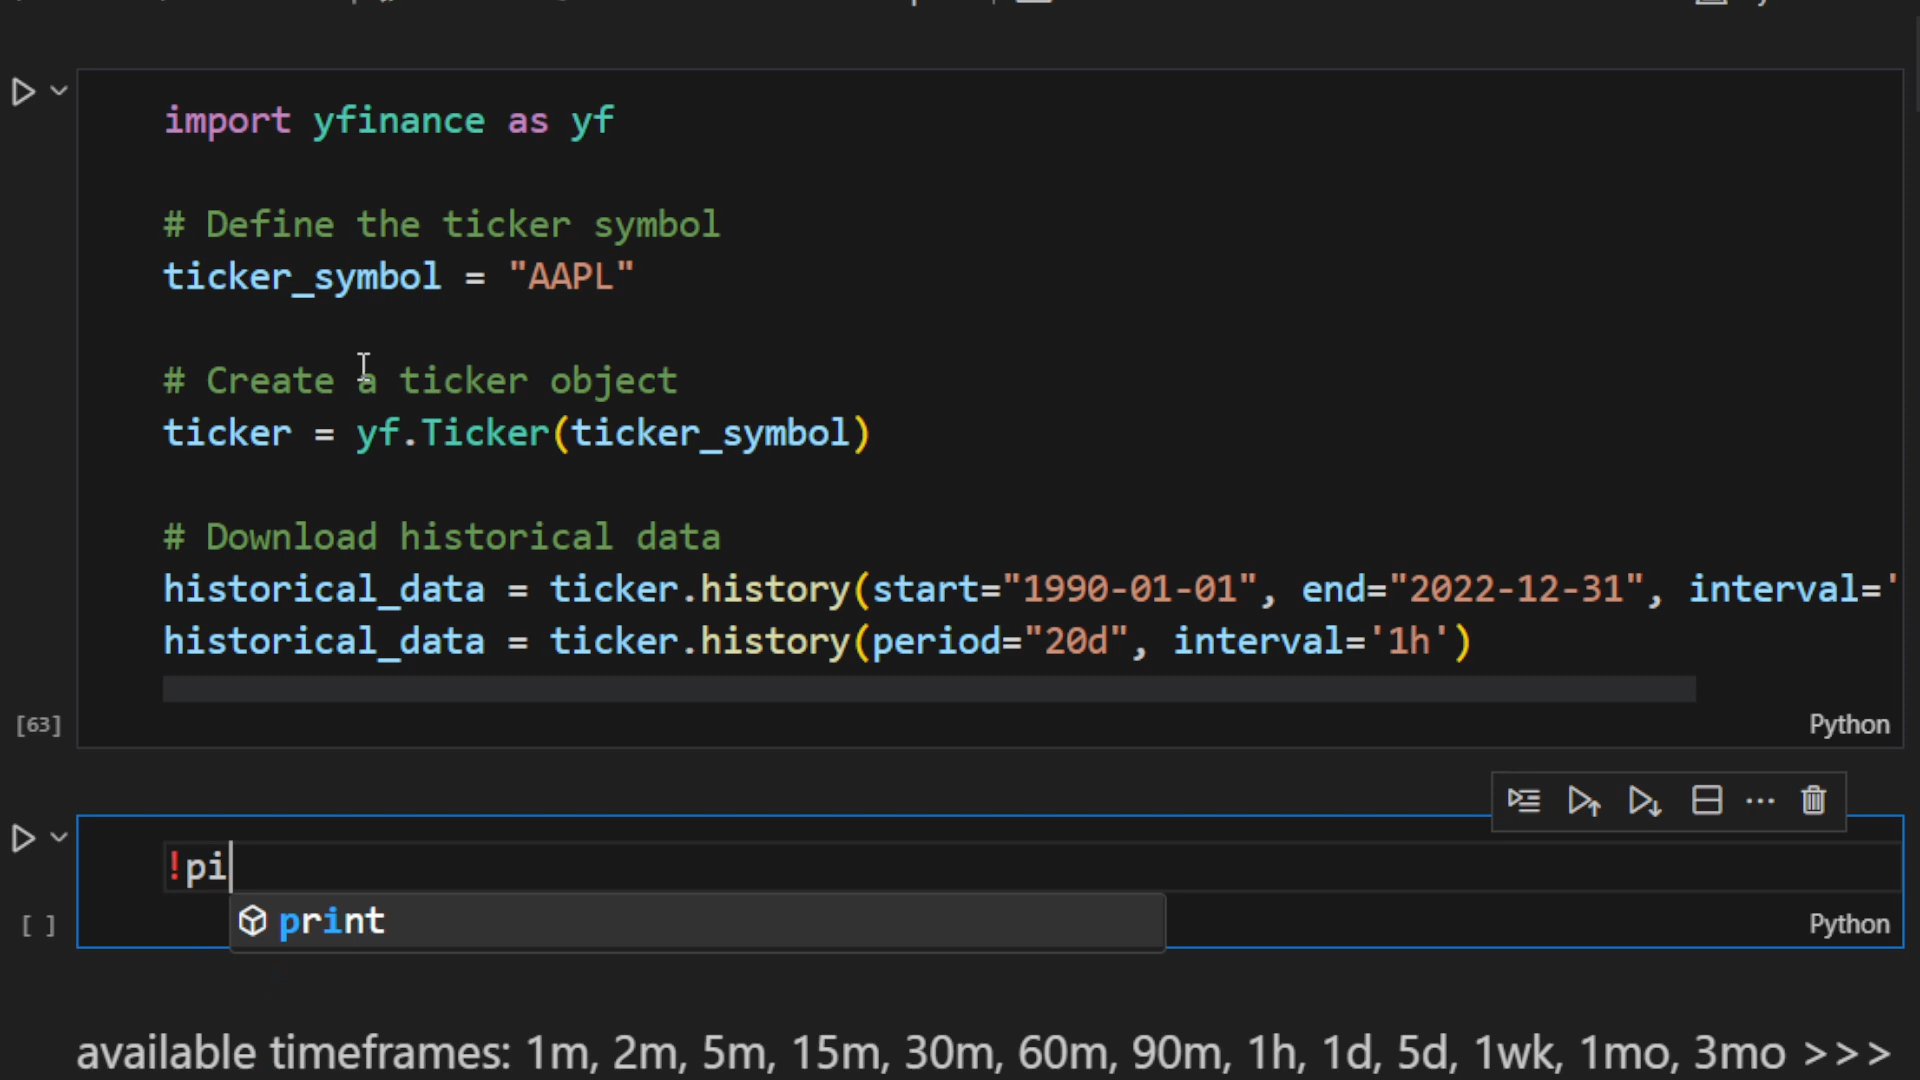 import yfinance as yf
# Define the ticker symbol
ticker_symbol = "AAPL"
# Create a ticker object
ticker = yf.Ticker(ticker_symbol)
# Download historical data
historical_data = ticker.history(start="1990-01-01", end="2022-12-31", interval='
historical_data = ticker.history(period="20d", interval='1h')
[63]
Python
!pi
print
[ ]
Python
available timeframes: 1m, 2m, 5m, 15m, 30m, 60m, 90m, 1h, 1d, 5d, 1wk, 1mo, 3mo >>>